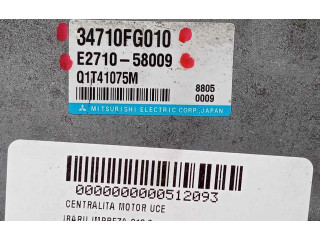 34710FG010
E2710-58009
Q1T41075M
8805
0009
MITSUBISHI ELECTRIC CORP. JAPAN
0000000000512093
CENTRALITA MOTOR UCE